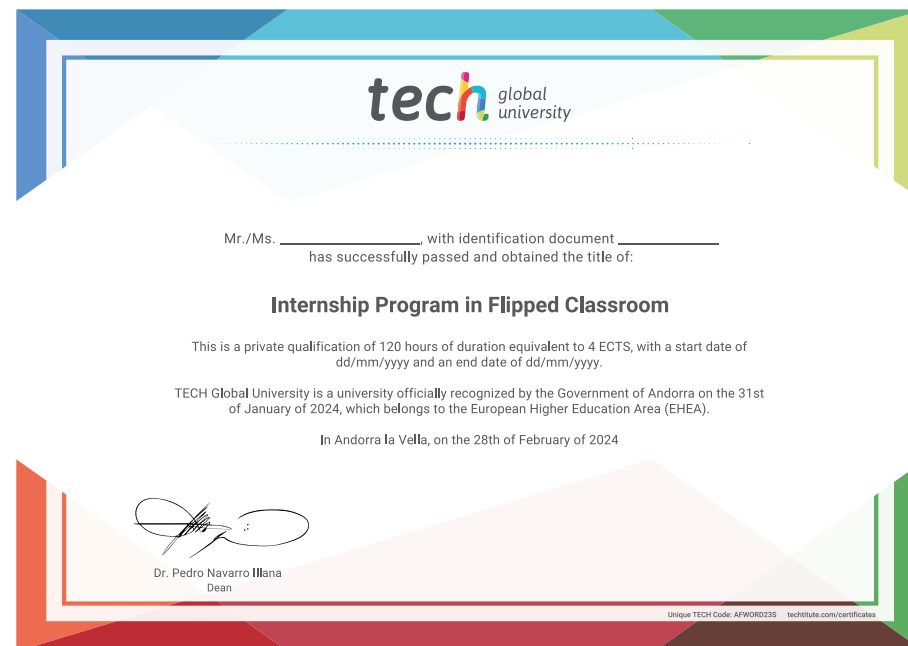 tech global university
Mr./Ms. ____________________, with identification document ______________
has successfully passed and obtained the title of:
Internship Program in Flipped Classroom
This is a private qualification of 120 hours of duration equivalent to 4 ECTS, with a start date of
dd/mm/yyyy and an end date of dd/mm/yyyy.
TECH Global University is a university officially recognized by the Government of Andorra on the 31st
of January of 2024, which belongs to the European Higher Education Area (EHEA).
In Andorra la Vella, on the 28th of February of 2024
Dr. Pedro Navarro Illana
Dean
Unique TECH Code: AFWORD23S techtitute.com/certificates